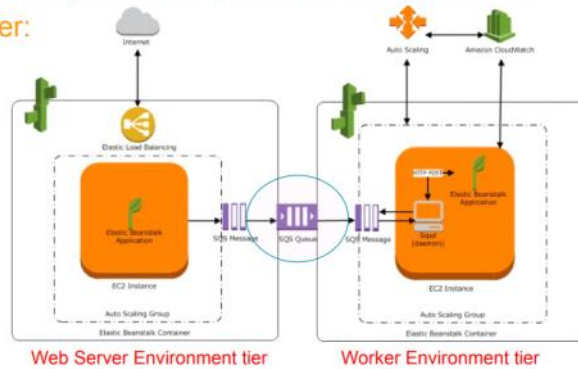 er:
Internet
Auto Scaling
Amazon CloudWatch
Elastic Load Balancing
HTTP POST
Elastic Beanstalk
Application
Elastic Beanstalk
Application
SQS Message
SQS Queue
SQS Message
Sqsd
(daemon)
EC2 Instance
EC2 Instance
Auto Scaling Group
Auto Scaling Group
Elastic Beanstalk Container
Elastic Beanstalk Container
Web Server Environment tier
Worker Environment tier